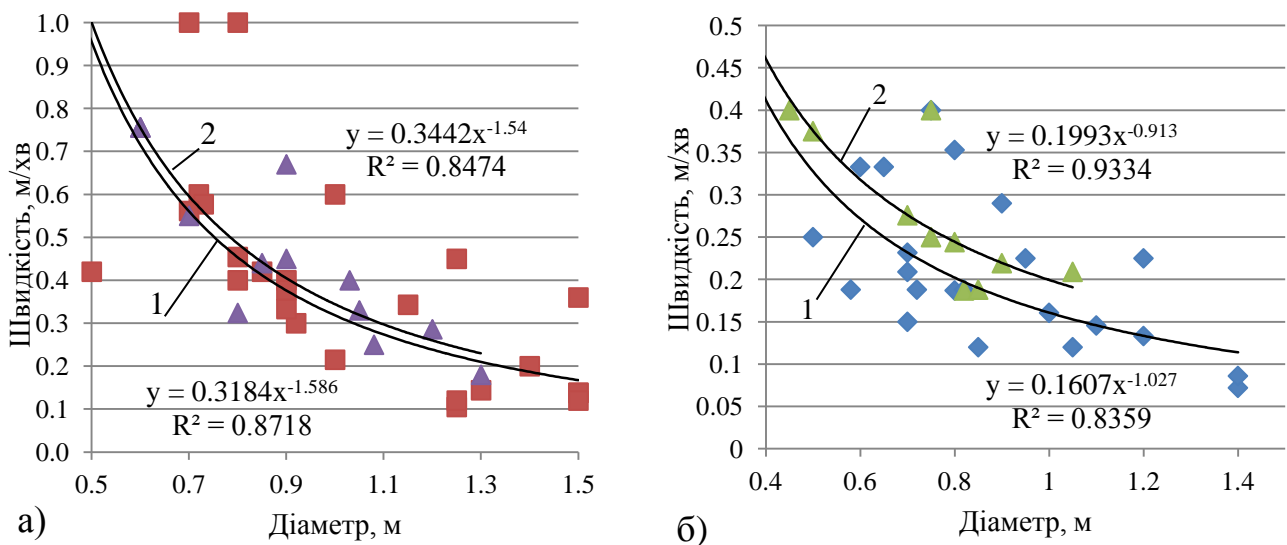 Швидкість, м/хв
1.0
0.9
0.8
0.7
0.6
0.5
0.4
0.3
0.2
0.1
0.0
0.5 0.7 0.9 1.1 1.3 1.5
2
1
y = 0.3442x^-1.54
R² = 0.8474
y = 0.3184x^-1.586
R² = 0.8718
Діаметр, м
а)
Швидкість, м/хв
0.5
0.45
0.4
0.35
0.3
0.25
0.2
0.15
0.1
0.05
0
0.4 0.6 0.8 1 1.2 1.4
2
1
y = 0.1993x^-0.913
R² = 0.9334
y = 0.1607x^-1.027
R² = 0.8359
Діаметр, м
б)